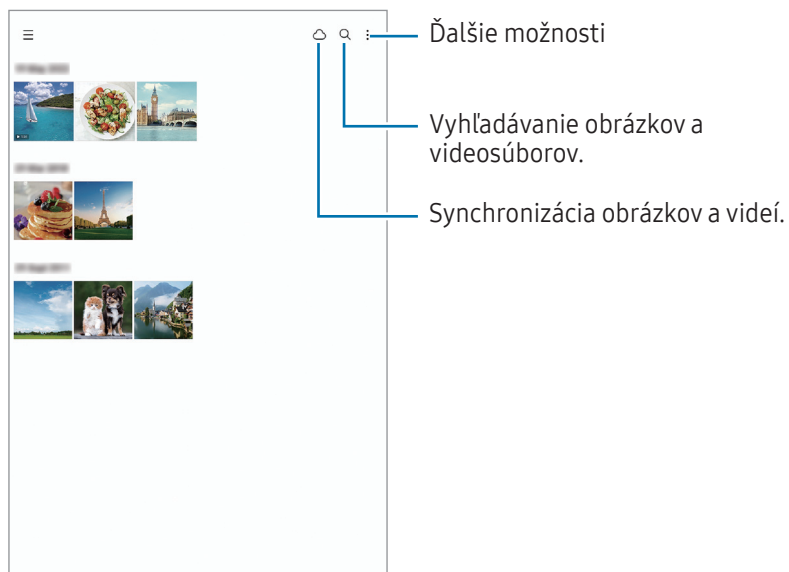 Ďalšie možnosti
Vyhľadávanie obrázkov a
videosúborov.
Synchronizácia obrázkov a videí.